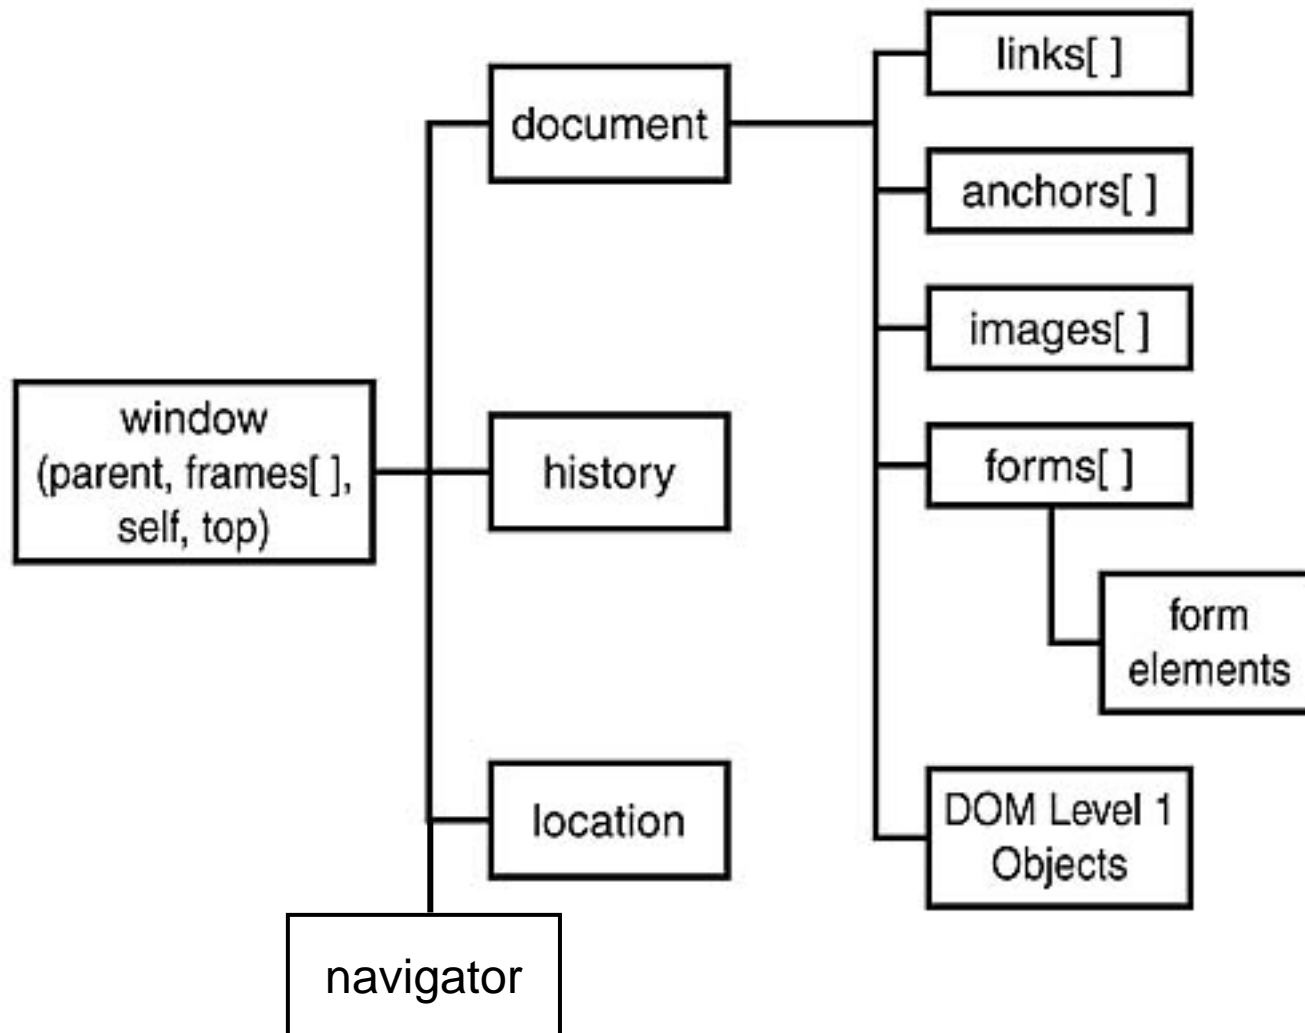 links[ ]
document
anchors[ ]
images[ ]
window
(parent, frames[ ],
self, top)
history
forms[ ]
form
elements
location
DOM Level 1
Objects
navigator